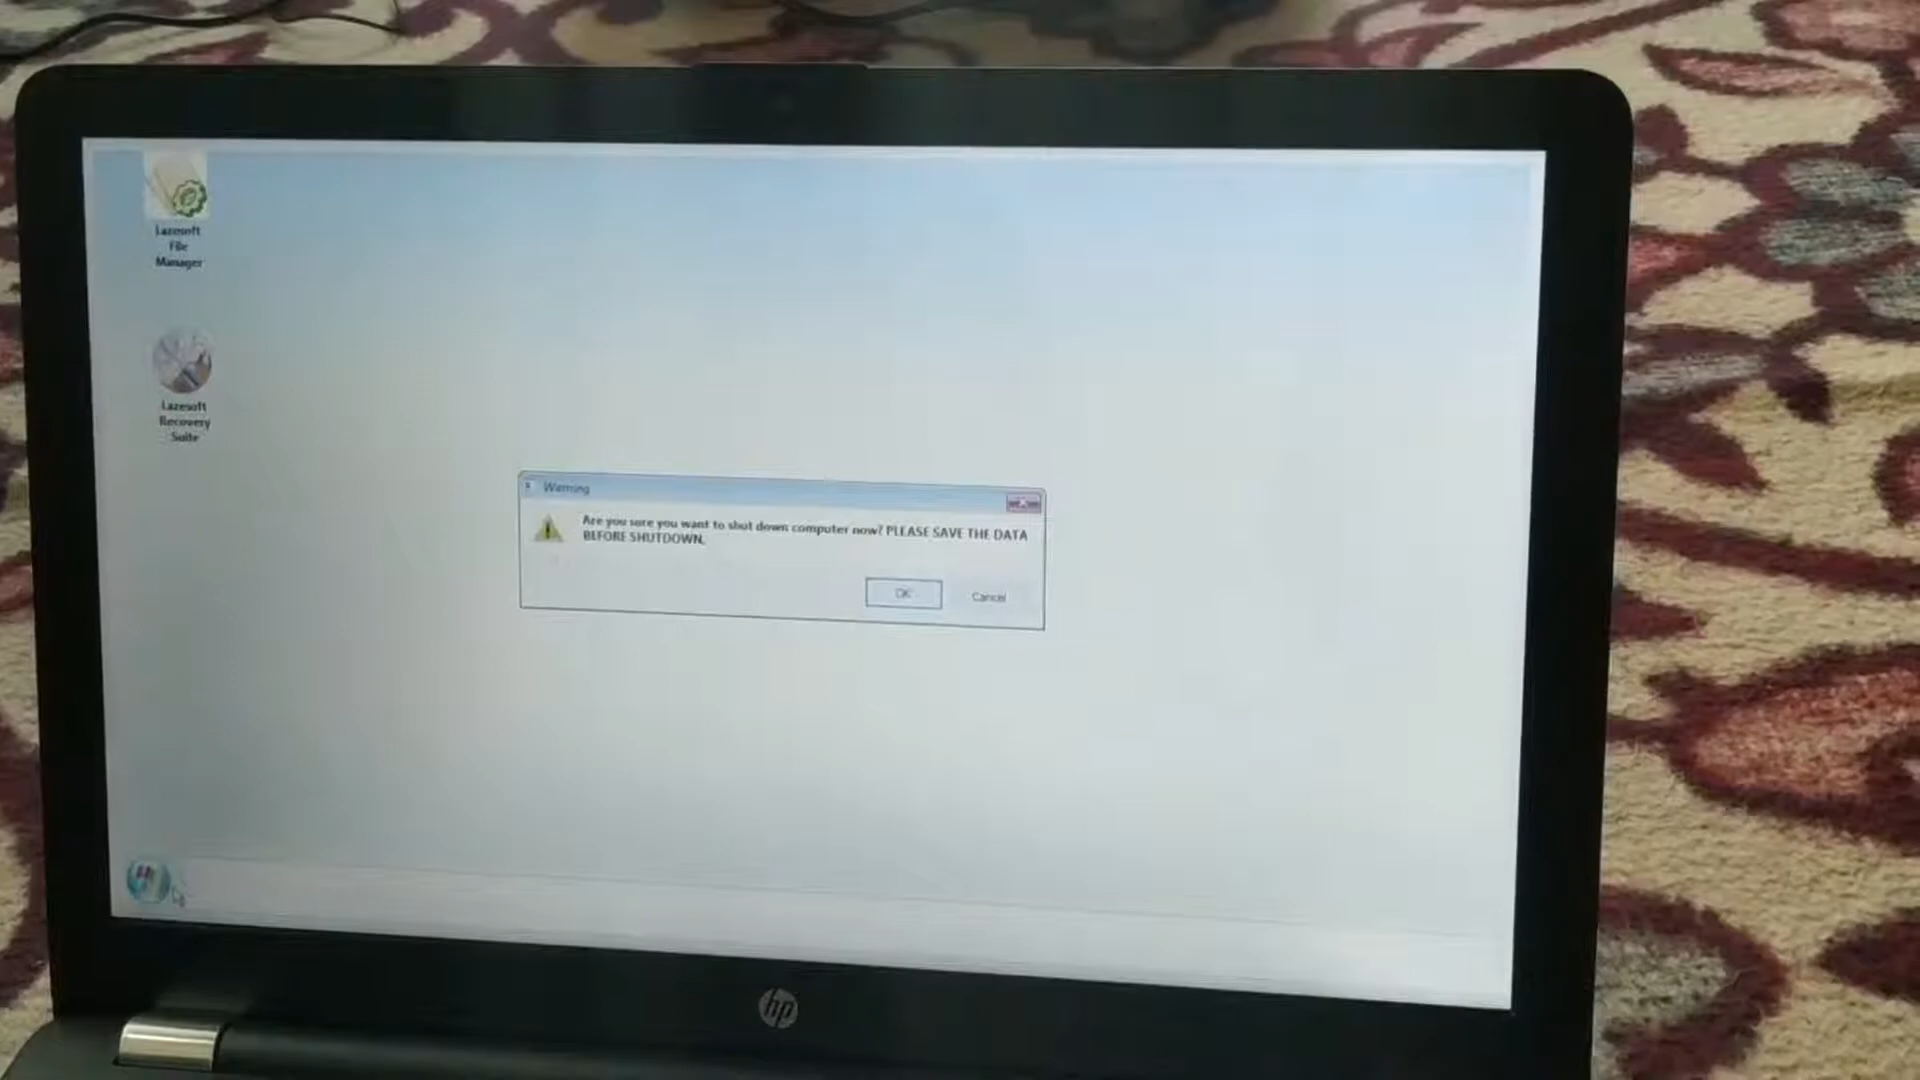 Lazesoft
File
Manager
Lazesoft
Recovery
Suite
Warning
Are you sure you want to shut down computer now? PLEASE SAVE THE DATA
BEFORE SHUTDOWN.
OK
Cancel
hp